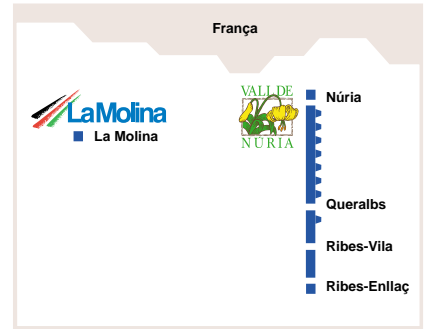 França
VALL DE
NÚRIA
Núria
LaMolina
La Molina
Queralbs
Ribes-Vila
Ribes-Enllaç